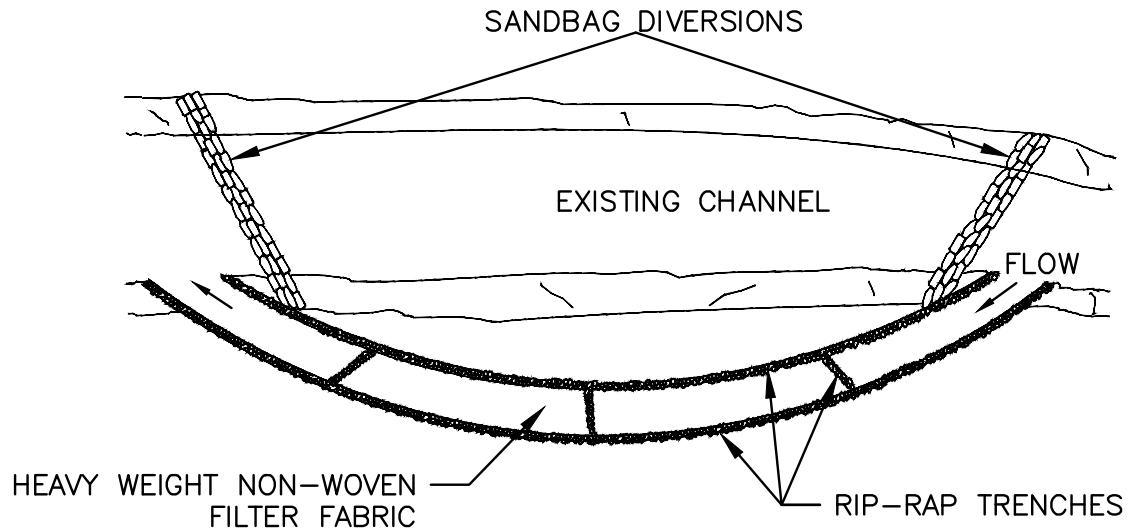 SANDBAG DIVERSIONS
EXISTING CHANNEL
FLOW
HEAVY WEIGHT NON-WOVEN
FILTER FABRIC
RIP-RAP TRENCHES